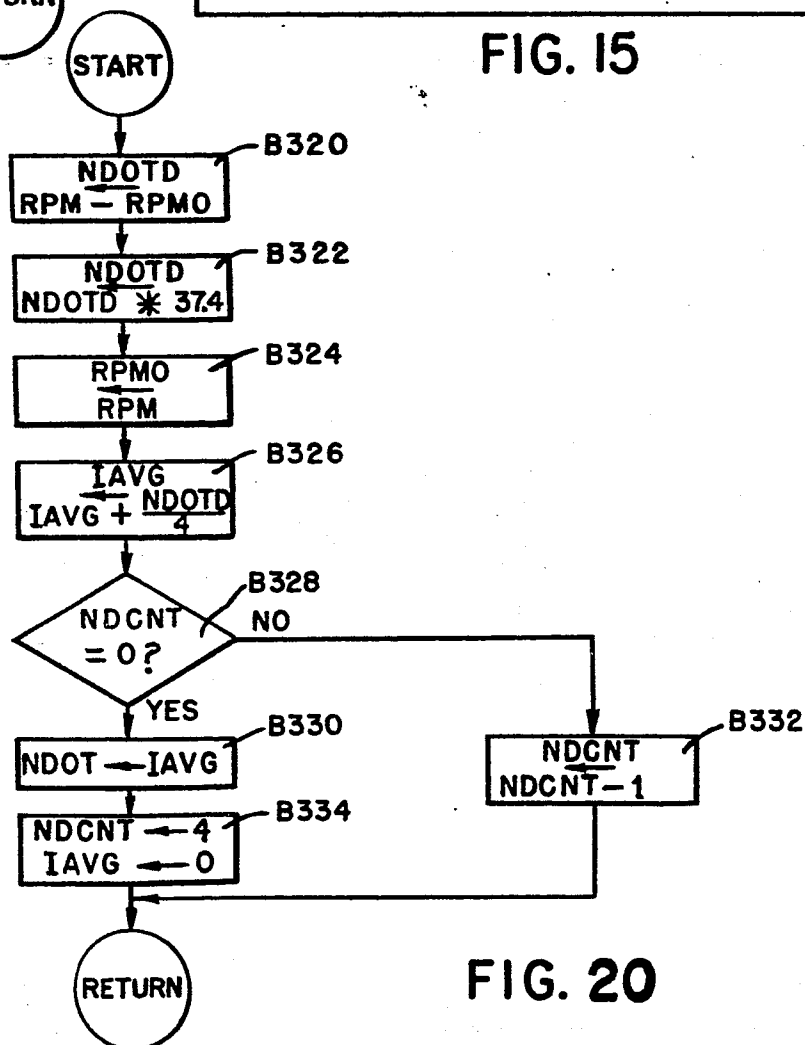 FIG. 15
START
B320
NDOTD
←
RPM – RPMO
B322
NDOTD
←
NDOTD * 37.4
B324
RPMO
←
RPM
B326
IAVG
←
IAVG + NDOTD
4
B328
NDCNT
= 0?
NO
YES
B330
NDOT ← IAVG
B332
NDCNT
←
NDCNT – 1
B334
NDCNT ← 4
IAVG ← 0
RETURN
FIG. 20